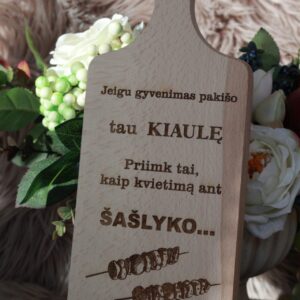 Jeigu gyvenimas pakišo
tau KIAULĘ
Priimk tai,
kaip kvietimą ant
ŠAŠLYKO...